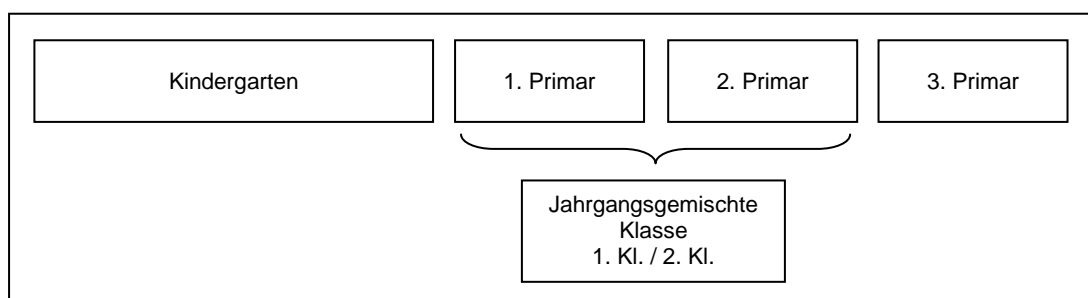 Kindergarten
1. Primar
2. Primar
3. Primar
Jahrgangsgemischte
Klasse
1. Kl. / 2. Kl.